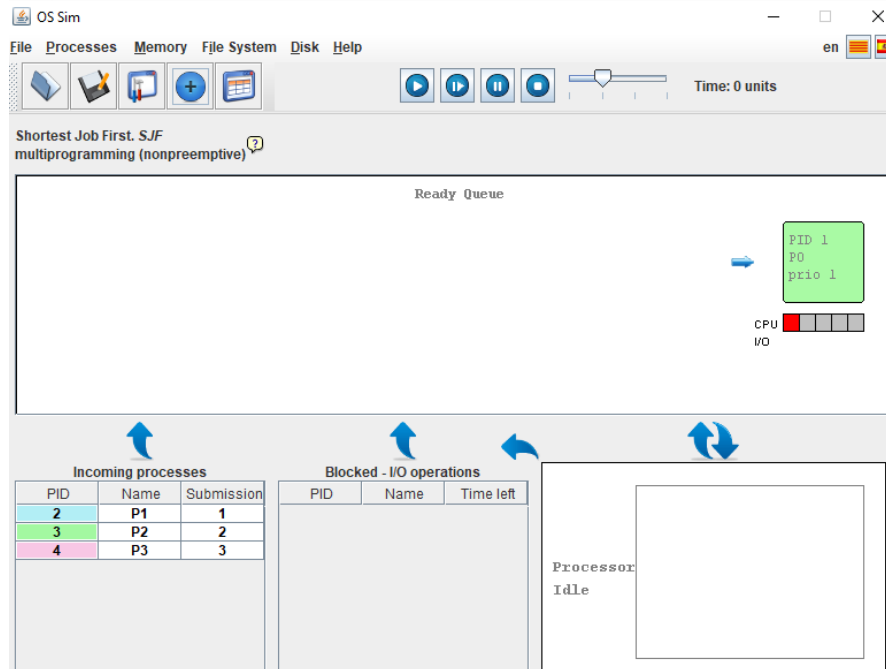 OS Sim
File Processes Memory File System Disk Help en
Time: 0 units
Shortest Job First. SJF
multiprogramming (nonpreemptive) ?
Ready Queue
PID 1
P0
prio 1
CPU
I/O
Incoming processes
PID Name Submission
2 P1 1
3 P2 2
4 P3 3
Blocked - I/O operations
PID Name Time left
Processor
Idle